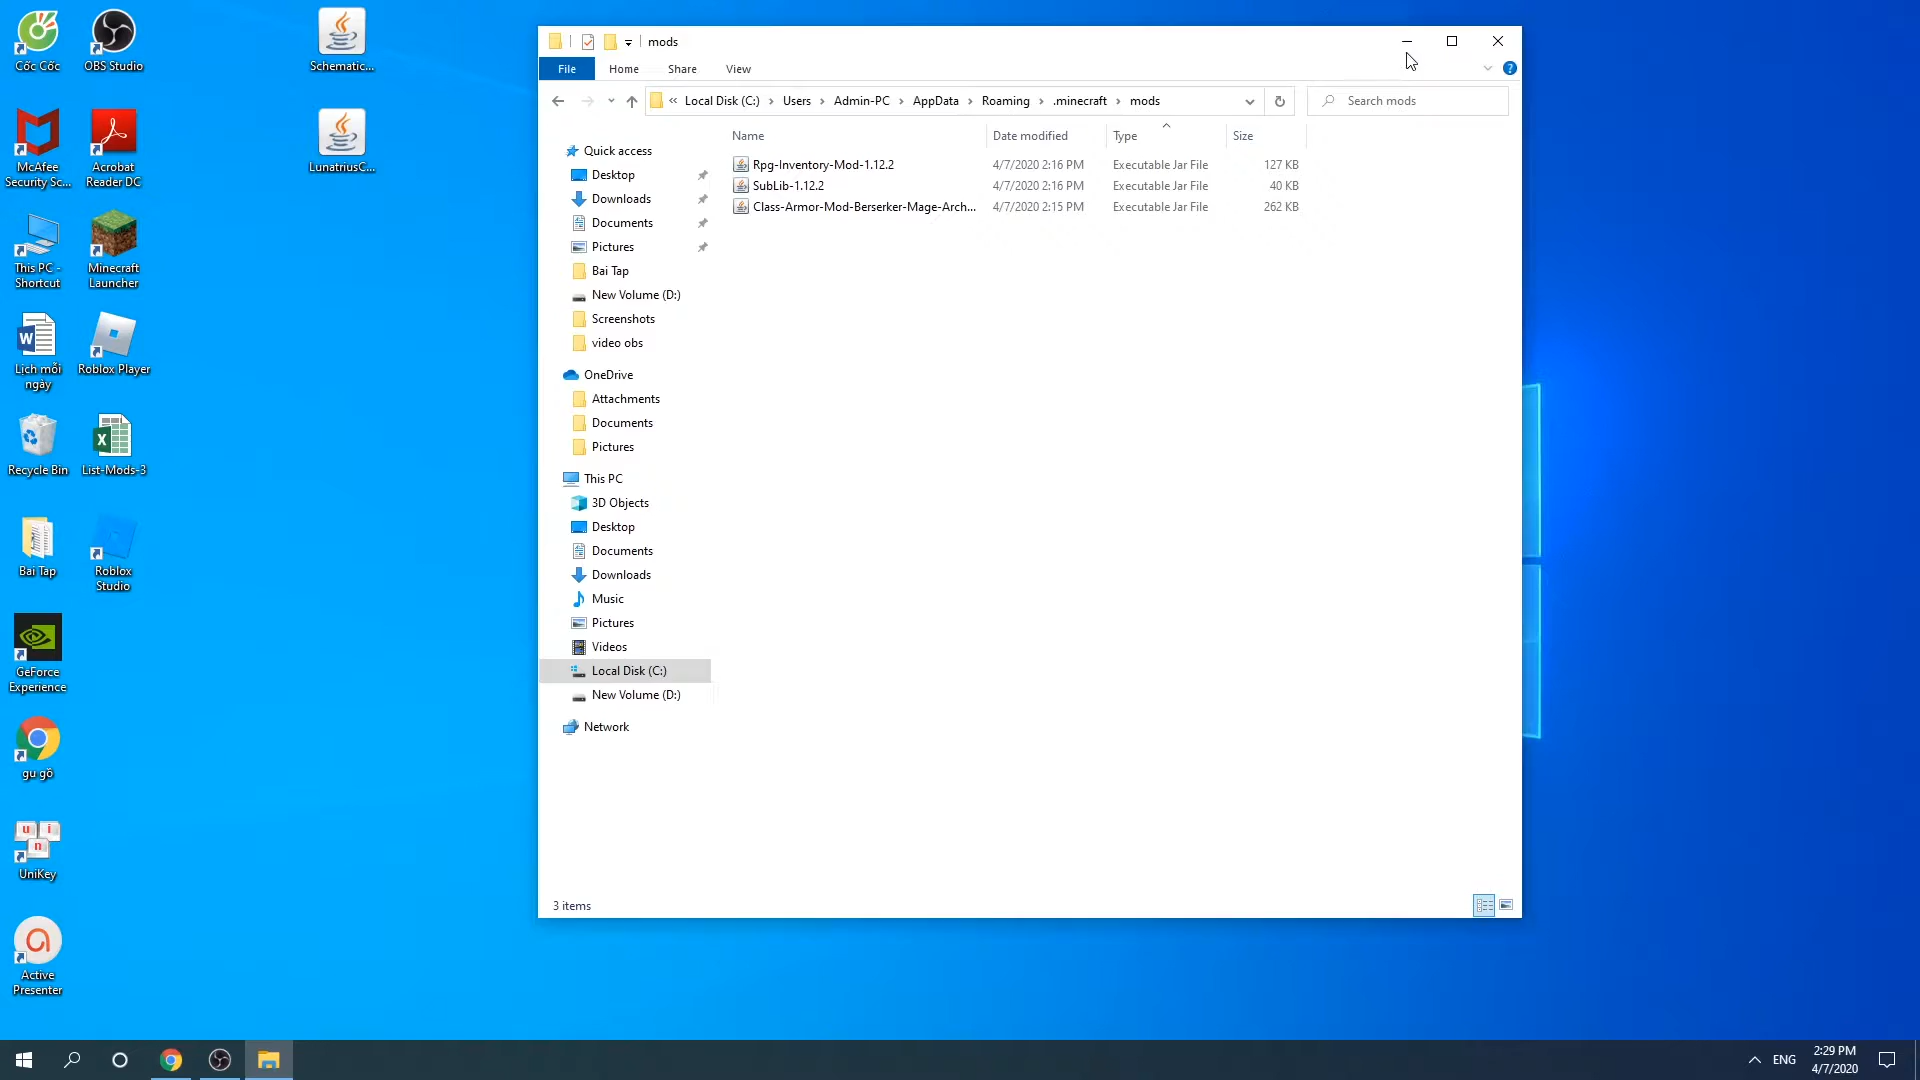 Cốc Cốc
OBS Studio
Schematic...
McAfee
Security Sc...
Acrobat
Reader DC
LunatriusC...
This PC -
Shortcut
Minecraft
Launcher
Lịch mỗi
ngày
Roblox Player
Recycle Bin
List-Mods-3
Bai Tap
Roblox
Studio
GeForce
Experience
gu gồ
UniKey
Active
Presenter
mods
File
Home
Share
View
« Local Disk (C:) › Users › Admin-PC › AppData › Roaming › .minecraft › mods
Search mods
Quick access
Desktop
Downloads
Documents
Pictures
Bai Tap
New Volume (D:)
Screenshots
video obs
OneDrive
Attachments
Documents
Pictures
This PC
3D Objects
Desktop
Documents
Downloads
Music
Pictures
Videos
Local Disk (C:)
New Volume (D:)
Network
Name Date modified Type Size
Rpg-Inventory-Mod-1.12.2 4/7/2020 2:16 PM Executable Jar File 127 KB
SubLib-1.12.2 4/7/2020 2:16 PM Executable Jar File 40 KB
Class-Armor-Mod-Berserker-Mage-Arch... 4/7/2020 2:15 PM Executable Jar File 262 KB
3 items
ENG
2:29 PM
4/7/2020